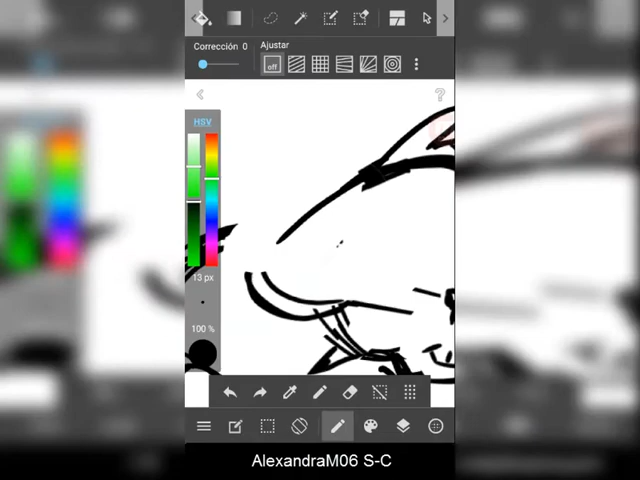 Corrección 0
Ajustar
off
HSV
13 px
100 %
AlexandraM06 S-C